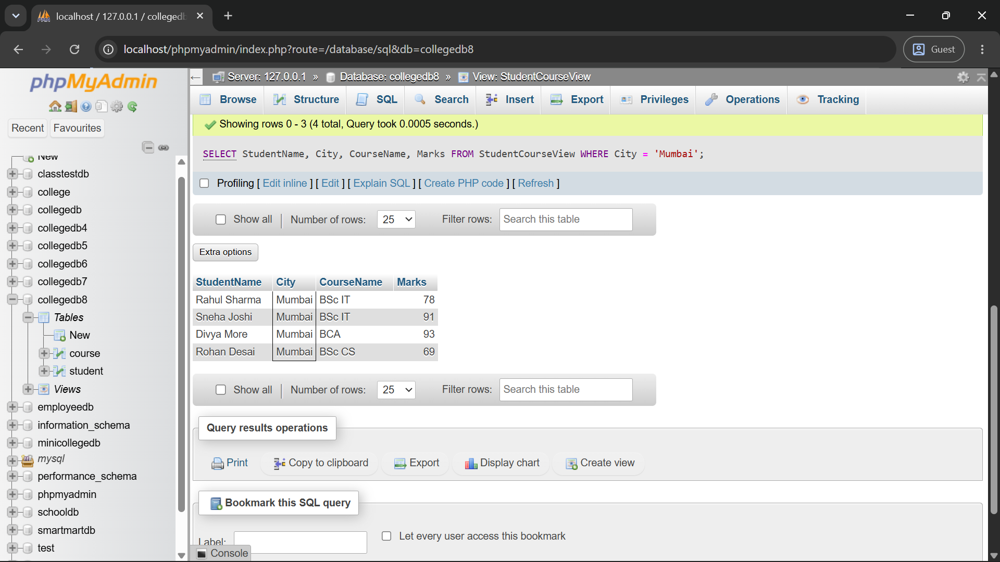 localhost / 127.0.0.1 / collegedb
localhost/phpmyadmin/index.php?route=/database/sql&db=collegedb8
Guest
phpMyAdmin
Recent
Favourites
New
classtestdb
college
collegedb
collegedb4
collegedb5
collegedb6
collegedb7
collegedb8
Tables
New
course
student
Views
employeedb
information_schema
minicollegedb
mysql
performance_schema
phpmyadmin
schooldb
smartmartdb
test
Server: 127.0.0.1 » Database: collegedb8 » View: StudentCourseView
Browse Structure SQL Search Insert Export Privileges Operations Tracking
Showing rows 0 - 3 (4 total, Query took 0.0005 seconds.)
SELECT StudentName, City, CourseName, Marks FROM StudentCourseView WHERE City = 'Mumbai';
Profiling [ Edit inline ] [ Edit ] [ Explain SQL ] [ Create PHP code ] [ Refresh ]
Show all | Number of rows: 25 Filter rows: Search this table
Extra options
StudentName City CourseName Marks
Rahul Sharma Mumbai BSc IT 78
Sneha Joshi Mumbai BSc IT 91
Divya More Mumbai BCA 93
Rohan Desai Mumbai BSc CS 69
Show all | Number of rows: 25 Filter rows: Search this table
Query results operations
Print Copy to clipboard Export Display chart Create view
Bookmark this SQL query
Label: Let every user access this bookmark
Console